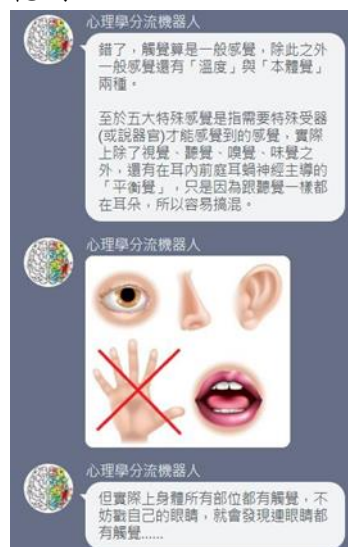 心理學分流機器人
錯了，觸覺算是一般感覺，除此之外
一般感覺還有「溫度」與「本體覺」
兩種。
至於五大特殊感覺是指需要特殊受器
(或說器官)才能感覺到的感覺，實際
上除了視覺、聽覺、嗅覺、味覺之
外，還有在耳內前庭耳蝸神經主導的
「平衡覺」，只是因為跟聽覺一樣都
在耳朵，所以容易搞混。
心理學分流機器人
心理學分流機器人
但實際上身體所有部位都有觸覺，不
妨戳自己的眼睛，就會發現連眼睛都
有觸覺......